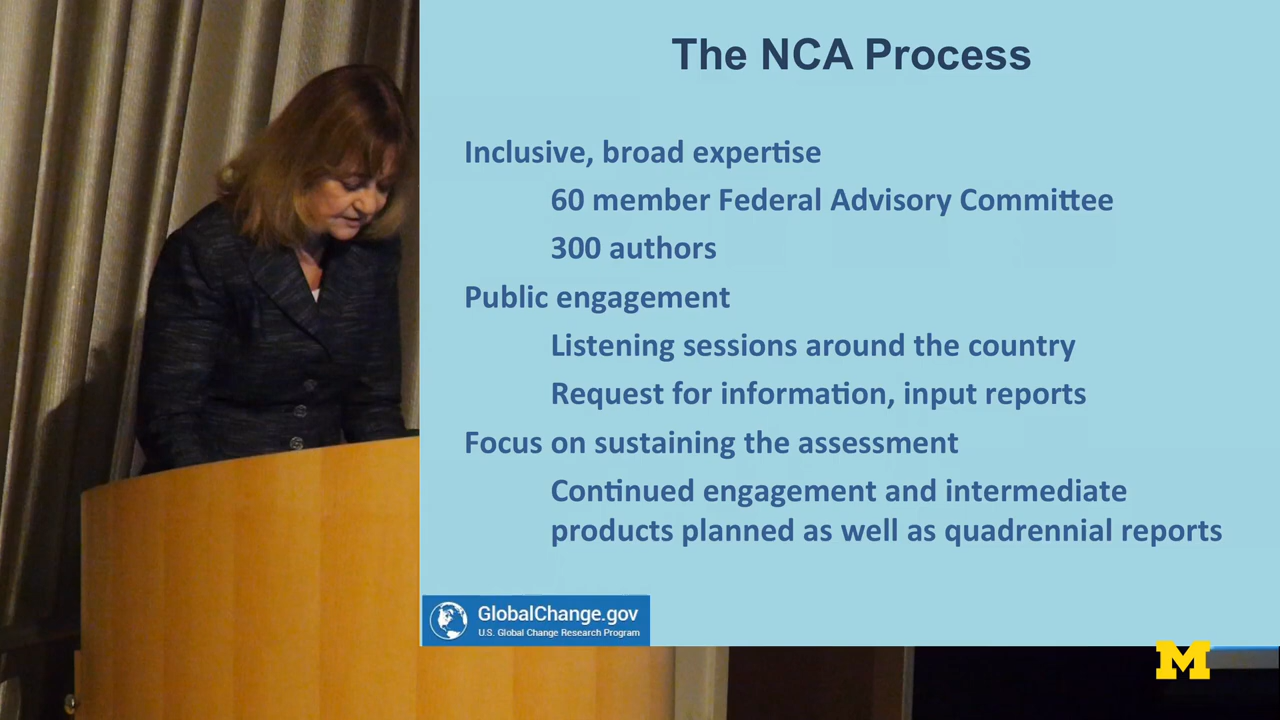 The NCA Process
Inclusive, broad expertise
60 member Federal Advisory Committee
300 authors
Public engagement
Listening sessions around the country
Request for information, input reports
Focus on sustaining the assessment
Continued engagement and intermediate
products planned as well as quadrennial reports
GlobalChange.gov
U.S. Global Change Research Program
M